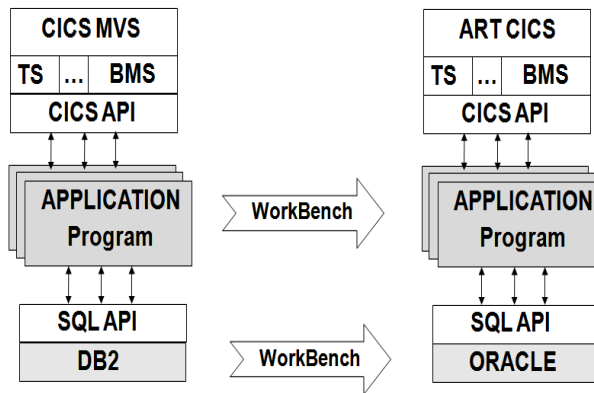 CICS MVS
TS ... BMS
CICS API
APPLICATION
Program
SQL API
DB2
WorkBench
WorkBench
ART CICS
TS ... BMS
CICS API
APPLICATION
Program
SQL API
ORACLE